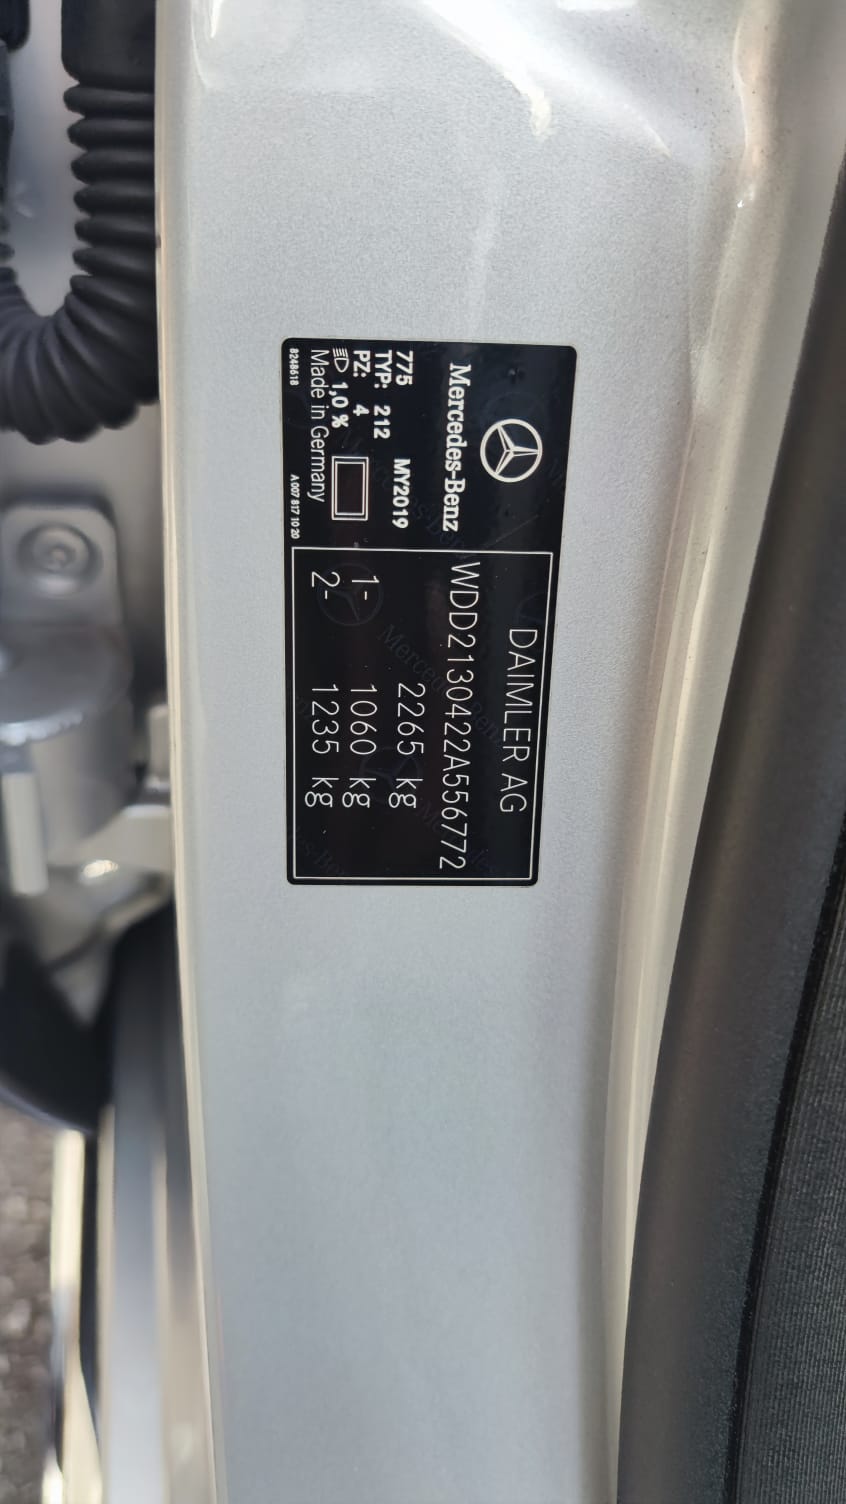 Mercedes-Benz
775 MY2019
TYP: 212
PZ: 4
1,0 %
Made in Germany
8248618 A 007 817 10 20
DAIMLER AG
WDD2130422A556772
2265 kg
1- 1060 kg
2- 1235 kg